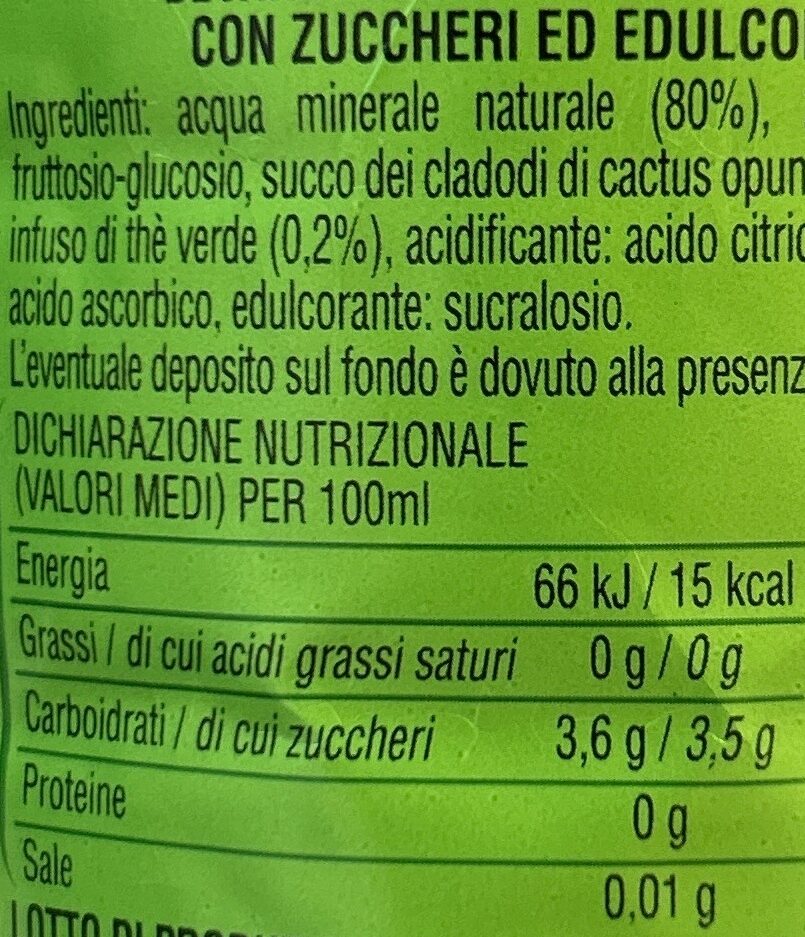 CON ZUCCHERI ED EDULCO
Ingredienti: acqua minerale naturale (80%),
fruttosio-glucosio, succo dei cladodi di cactus opun
infuso di thè verde (0,2%), acidificante: acido citric
acido ascorbico, edulcorante: sucralosio.
L'eventuale deposito sul fondo è dovuto alla presenz
DICHIARAZIONE NUTRIZIONALE
(VALORI MEDI) PER 100ml
Energia 66 kJ / 15 kcal
Grassi / di cui acidi grassi saturi 0 g / 0 g
Carboidrati / di cui zuccheri 3,6 g / 3,5 g
Proteine 0 g
Sale 0,01 g
LOTTO DI